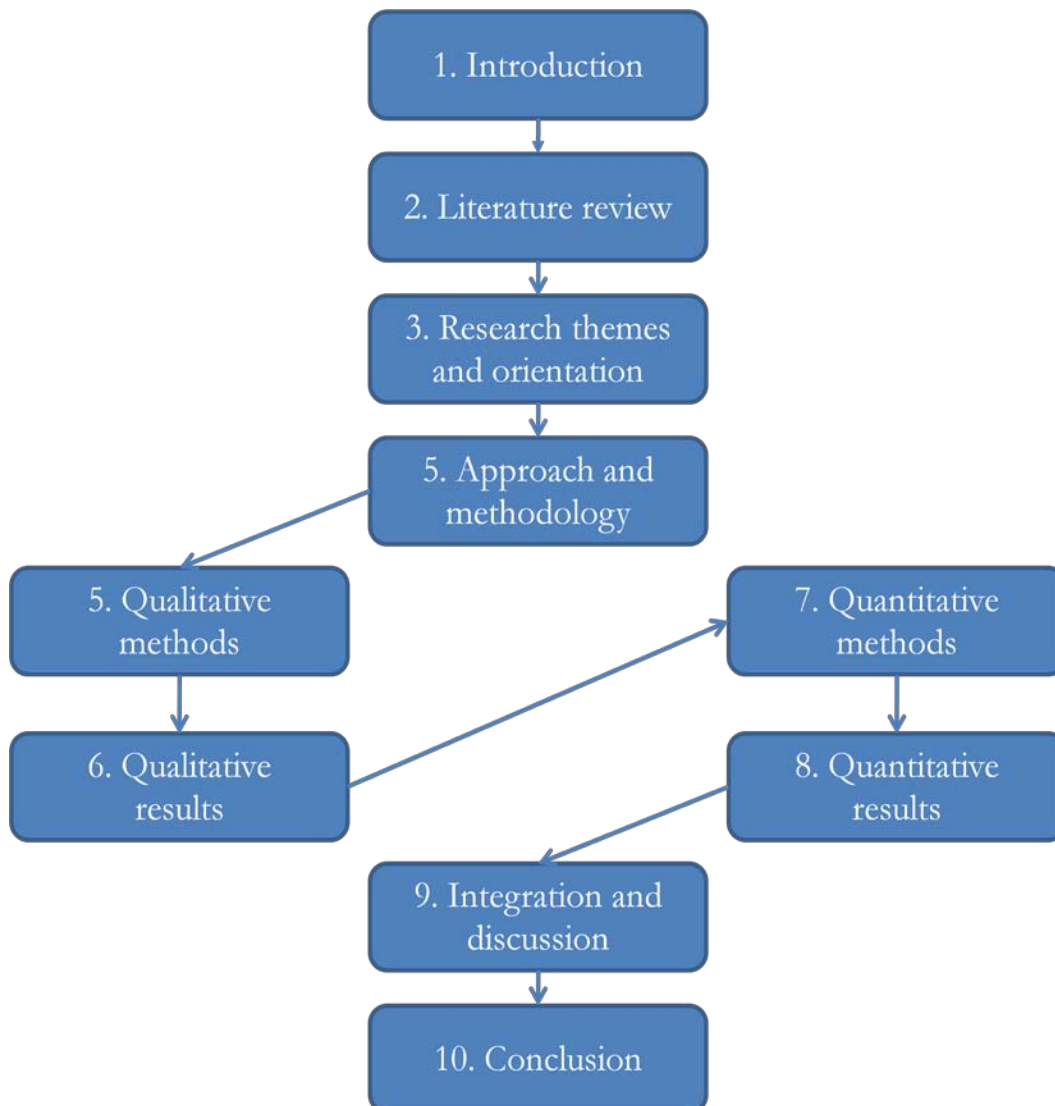 1. Introduction
2. Literature review
3. Research themes
and orientation
5. Approach and
methodology
5. Qualitative
methods
6. Qualitative
results
7. Quantitative
methods
8. Quantitative
results
9. Integration and
discussion
10. Conclusion